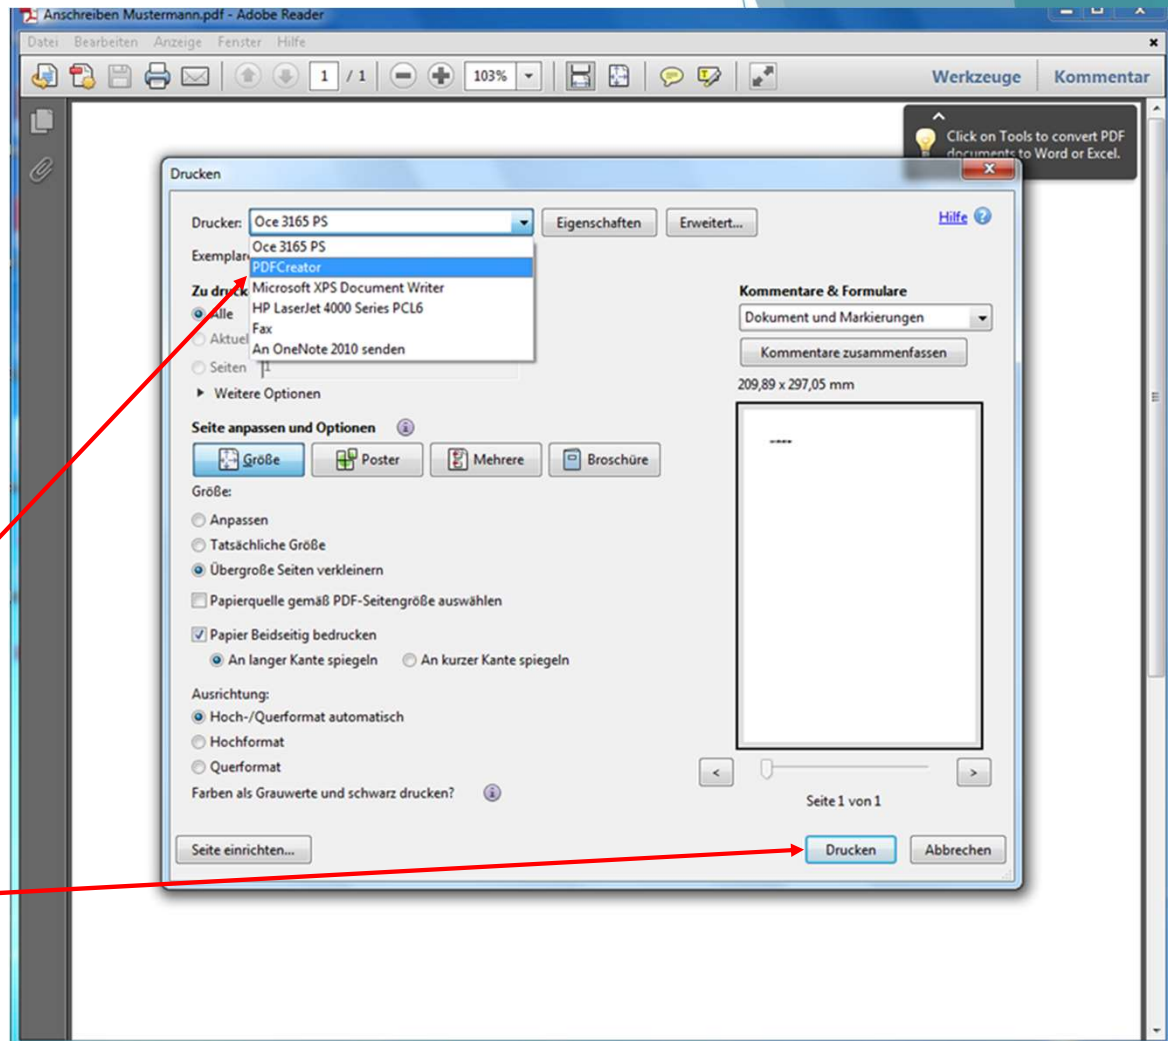 Anschreiben Mustermann.pdf - Adobe Reader
Datei Bearbeiten Anzeige Fenster Hilfe
1 / 1 103% Werkzeuge Kommentar
Click on Tools to convert PDF
documents to Word or Excel.
Drucken
Drucker: Oce 3165 PS Eigenschaften Erweitert... Hilfe
Oce 3165 PS
PDFCreator
Microsoft XPS Document Writer
HP LaserJet 4000 Series PCL6
Fax
An OneNote 2010 senden
Exemplar
Zu druck
Alle
Aktuel
Seiten 1
Weitere Optionen
Kommentare & Formulare
Dokument und Markierungen
Kommentare zusammenfassen
209,89 x 297,05 mm
Seite anpassen und Optionen
Größe Poster Mehrere Broschüre
Größe:
Anpassen
Tatsächliche Größe
Übergroße Seiten verkleinern
Papierquelle gemäß PDF-Seitengröße auswählen
Papier Beidseitig bedrucken
An langer Kante spiegeln An kurzer Kante spiegeln
Ausrichtung:
Hoch-/Querformat automatisch
Hochformat
Querformat
Farben als Grauwerte und schwarz drucken?
< >
Seite 1 von 1
Seite einrichten... Drucken Abbrechen